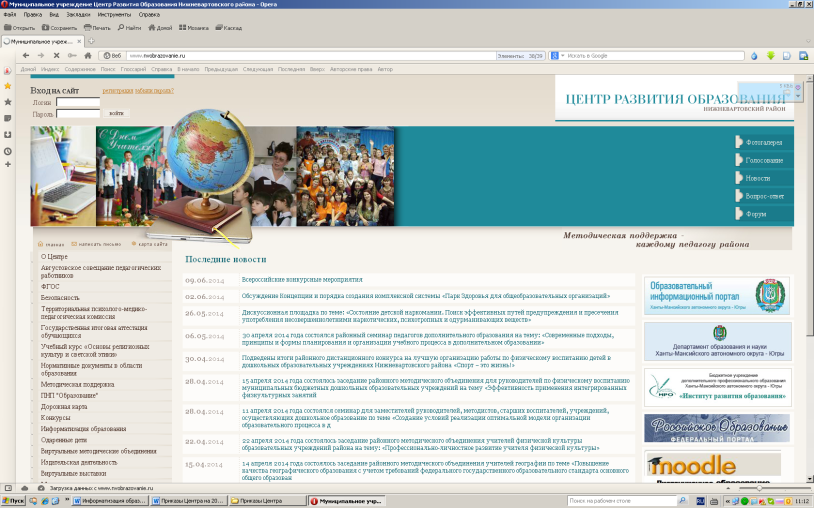 Муниципальное учреждение Центр Развития Образования Нижневартовского района - Opera
Файл Правка Вид Закладки Инструменты Справка
Открыть Сохранить Печать Найти Домой Мозаика Каскад
Муниципальное учреж...
Веб www.nvobrazovanie.ru Элементы: 38/39 Искать в Google
Домой Индекс Содержание Поиск Глоссарий Справка В начало Предыдущая Следующая Последняя Вверх Авторские права Автор
Вход на сайт регистрация забыли пароль?
Логин
Пароль войти
ЦЕНТР РАЗВИТИЯ ОБРАЗОВАНИЯ
НИЖНЕВАРТОВСКИЙ РАЙОН
С Днем
Учителя!
Фотогалерея
Голосование
Новости
Вопрос-ответ
Форум
Методическая поддержка -
каждому педагогу района
главная написать письмо карта сайта
О Центре
Августовское совещание педагогических
работников
ФГОС
Безопасность
Территориальная психолого-медико-
педагогическая комиссия
Государственная итоговая аттестация
обучающихся
Учебный курс «Основы религиозных
культур и светской этики»
Нормативные документы в области
образования
Методическая поддержка
ПНП "Образование"
Дорожная карта
Конкурсы
Информатизация образования
Одаренные дети
Виртуальные методические объединения
Издательская деятельность
Виртуальные выставки
Последние новости
09.06.2014 Всероссийские конкурсные мероприятия
02.06.2014 Обсуждение Концепции и порядка создания комплексной системы «Парк Здоровья для общеобразовательных организаций»
26.05.2014 Дискуссионная площадка по теме: «Состояние детской наркомании. Поиск эффективных путей предупреждения и пресечения
употребления несовершеннолетними наркотических, психотропных и одурманивающих веществ»
06.05.2014 30 апреля 2014 года состоялся районный семинар педагогов дополнительного образования на тему: «Современные подходы,
принципы и формы планирования и организации учебного процесса в дополнительном образовании»
30.04.2014 Подведены итоги районного дистанционного конкурса на лучшую организацию работы по физическому воспитанию детей в
дошкольных образовательных учреждениях Нижневартовского района «Спорт – это жизнь!»
28.04.2014 15 апреля 2014 года состоялось заседание районного методического объединения для руководителей по физическому воспитанию
муниципальных бюджетных дошкольных образовательных учреждений на тему «Эффективность применения интегрированных
физкультурных занятий
28.04.2014 11 апреля 2014 года состоялся семинар для заместителей руководителей, методистов, старших воспитателей, учреждений,
осуществляющих дошкольное образование по теме «Создание условий реализации оптимальной модели организации
образовательного процесса в д
22.04.2014 22 апреля 2014 года состоялось заседание районного методического объединения учителей физической культуры
образовательных учреждений района на тему: «Профессионально-личностное развитие учителя физической культуры»
15.04.2014 14 апреля 2014 года состоялось заседание районного методического объединения учителей географии по теме «Повышение
качества географического образования с учетом требований федерального государственного образовательного стандарта основного
общего образован
Образовательный
информационный портал
Ханты-Мансийского автономного округа - Югры
Департамент образования и науки
Ханты-Мансийского автономного округа - Югры
Бюджетное учреждение
дополнительного профессионального образования
Ханты-Мансийского автономного округа - Югры
ИРО «Институт развития образования»
Российское Образование
ФЕДЕРАЛЬНЫЙ ПОРТАЛ
moodle
Загрузка данных с www.nvobrazovanie.ru
Пуск Информатизация образ... Приказы Центра на 20... Приказы Центра Муниципальное учр... Поиск на рабочем столе RU 11:12